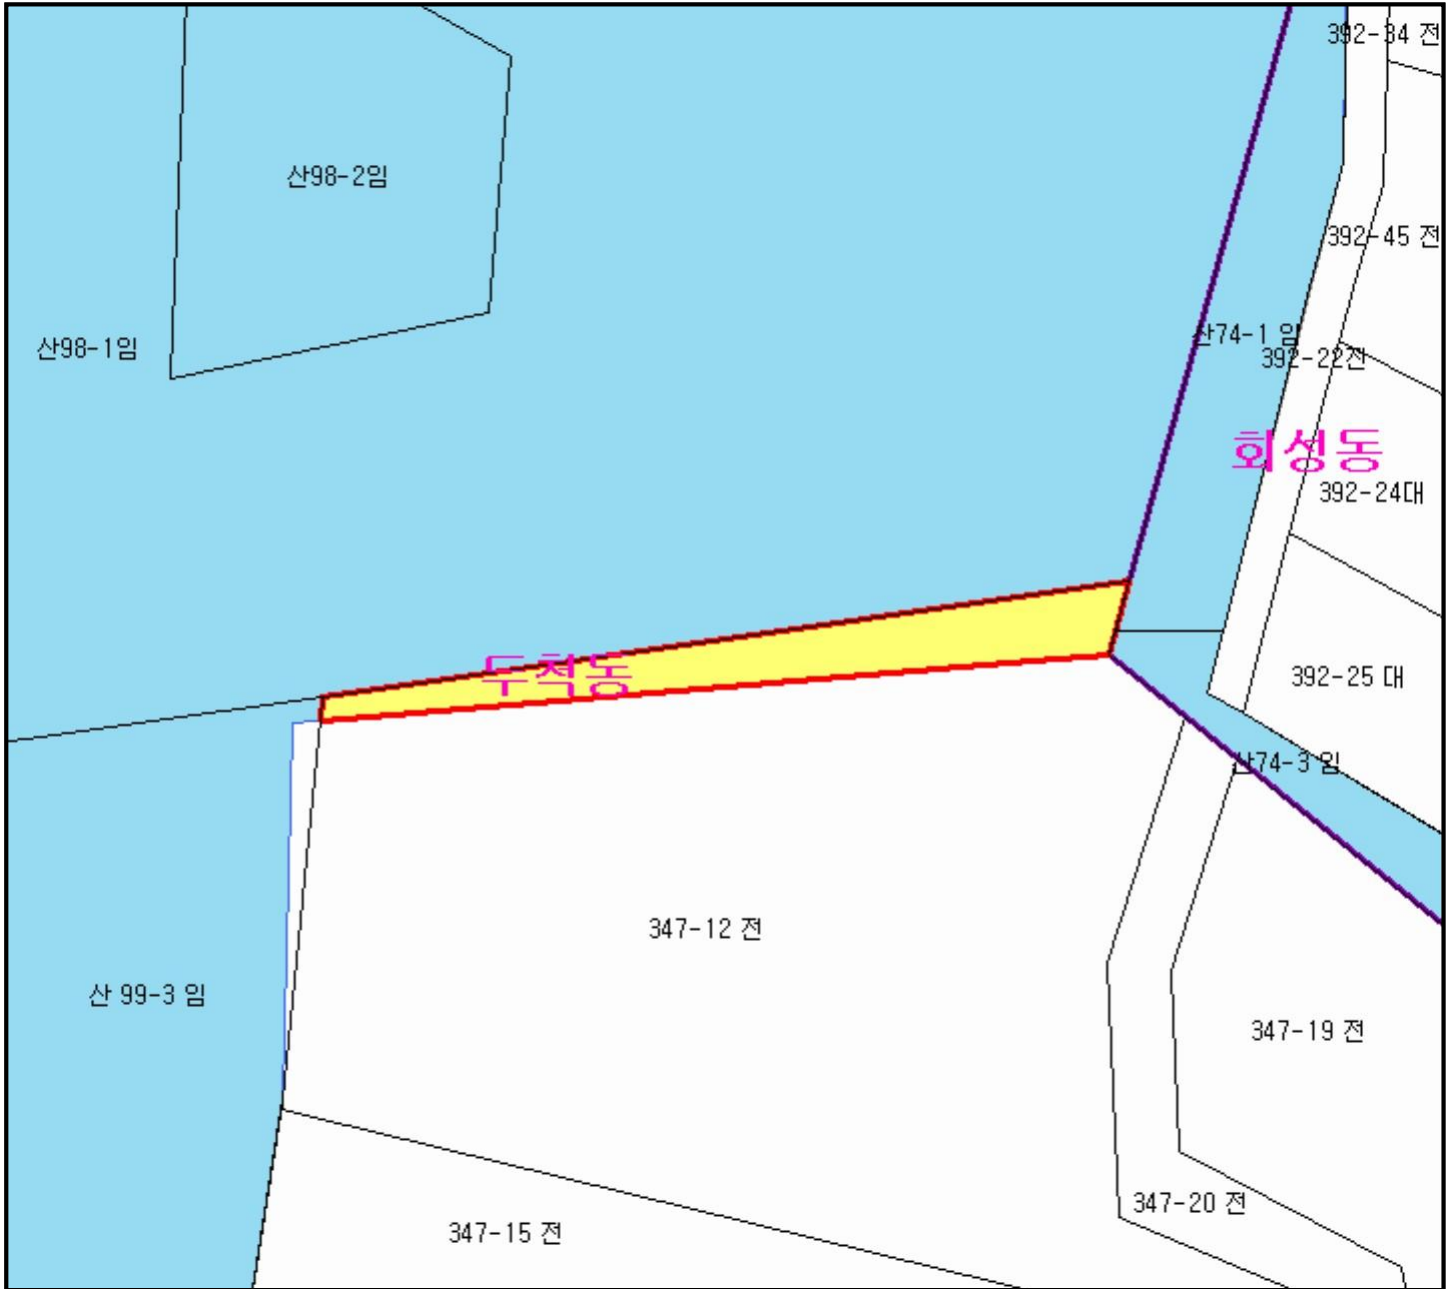 392-34 전
산98-2임
392-45 전
산98-1임
산74-1 임
392-22전
회성동
392-24대
두척동
392-25 대
산74-3 임
347-12 전
산 99-3 임
347-19 전
347-20 전
347-15 전